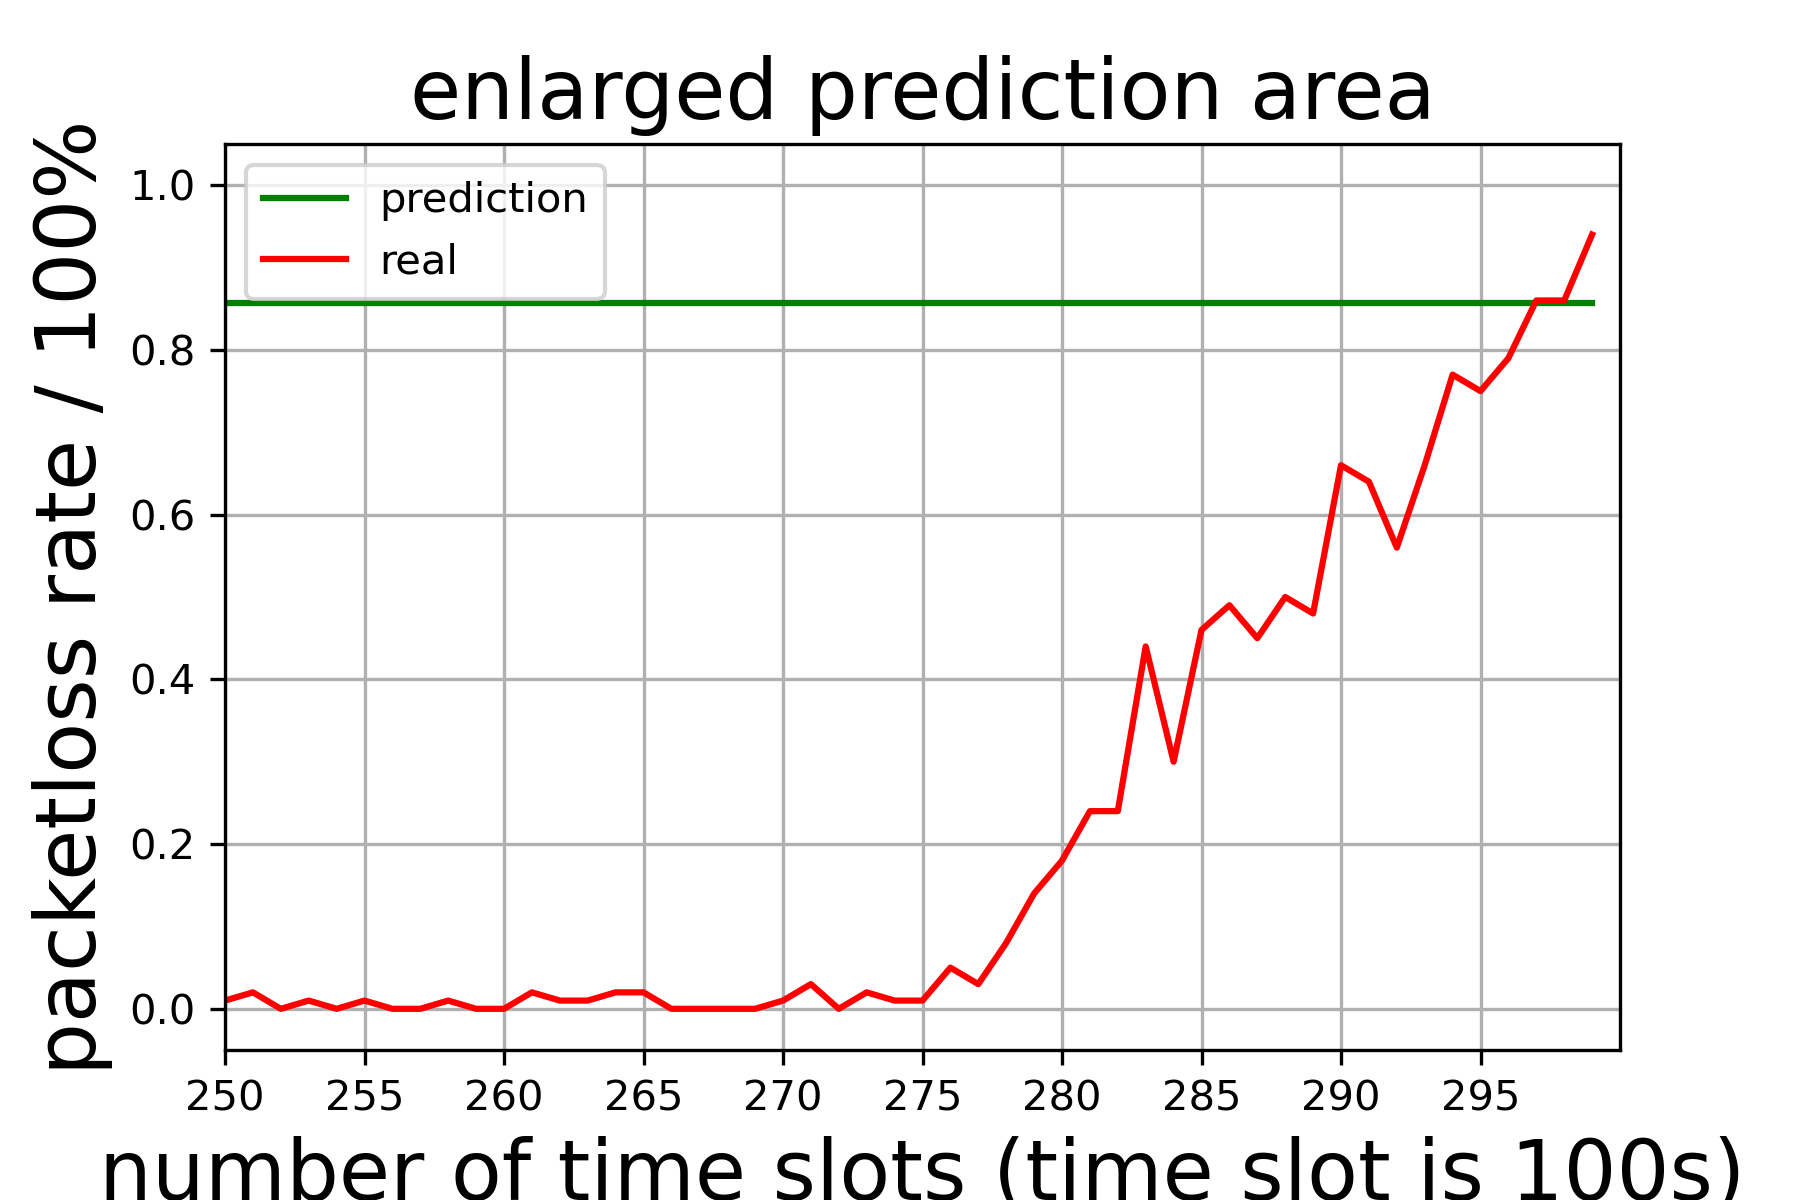 enlarged prediction area
packetloss rate / 100%
1.0
0.8
0.6
0.4
0.2
0.0
prediction
real
250 255 260 265 270 275 280 285 290 295
number of time slots (time slot is 100s)